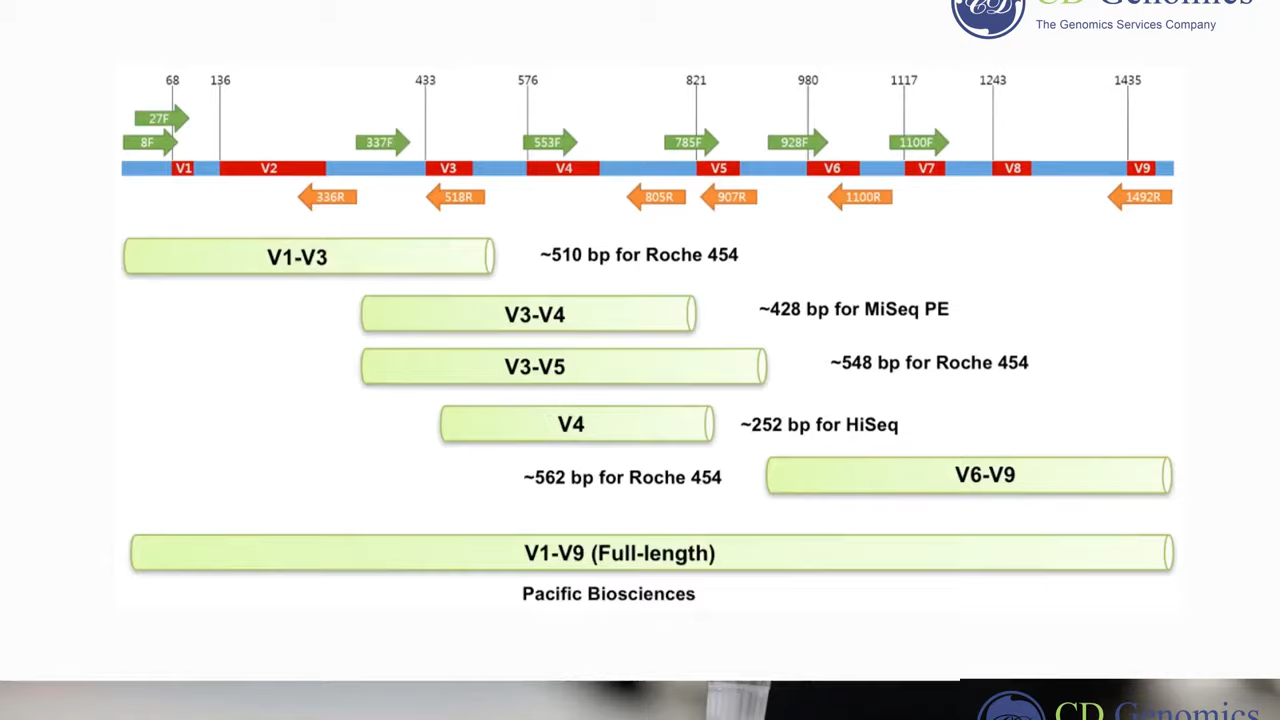 CD Genomics
The Genomics Services Company
68 136 433 576 821 980 1117 1243 1435
27F
8F 337F 553F 785F 928F 1100F
V1 V2 V3 V4 V5 V6 V7 V8 V9
336R 518R 805R 907R 1100R 1492R
V1-V3 ~510 bp for Roche 454
V3-V4 ~428 bp for MiSeq PE
V3-V5 ~548 bp for Roche 454
V4 ~252 bp for HiSeq
~562 bp for Roche 454 V6-V9
V1-V9 (Full-length)
Pacific Biosciences
CD Genomics